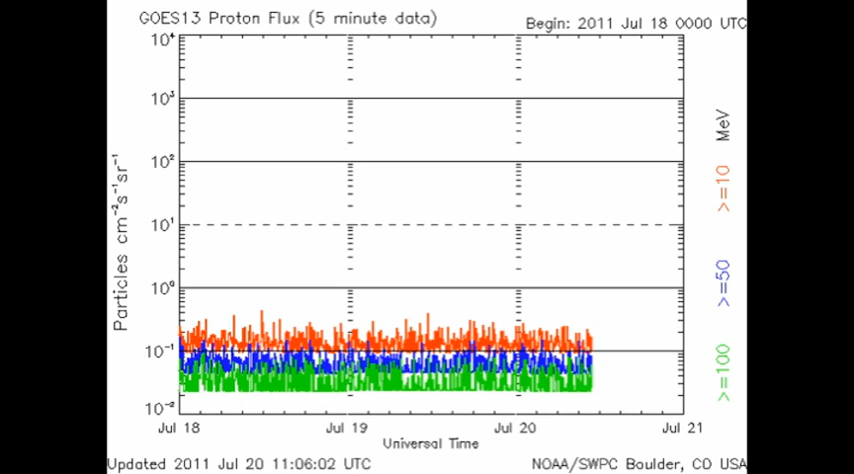 GOES13 Proton Flux (5 minute data)
Begin: 2011 Jul 18 0000 UTC
10⁴
10³
10²
10¹
10⁰
10⁻¹
10⁻²
Particles cm⁻²s⁻¹sr⁻¹
MeV
>=10
>=50
>=100
Jul 18
Jul 19
Jul 20
Jul 21
Universal Time
Updated 2011 Jul 20 11:06:02 UTC
NOAA/SWPC Boulder, CO USA